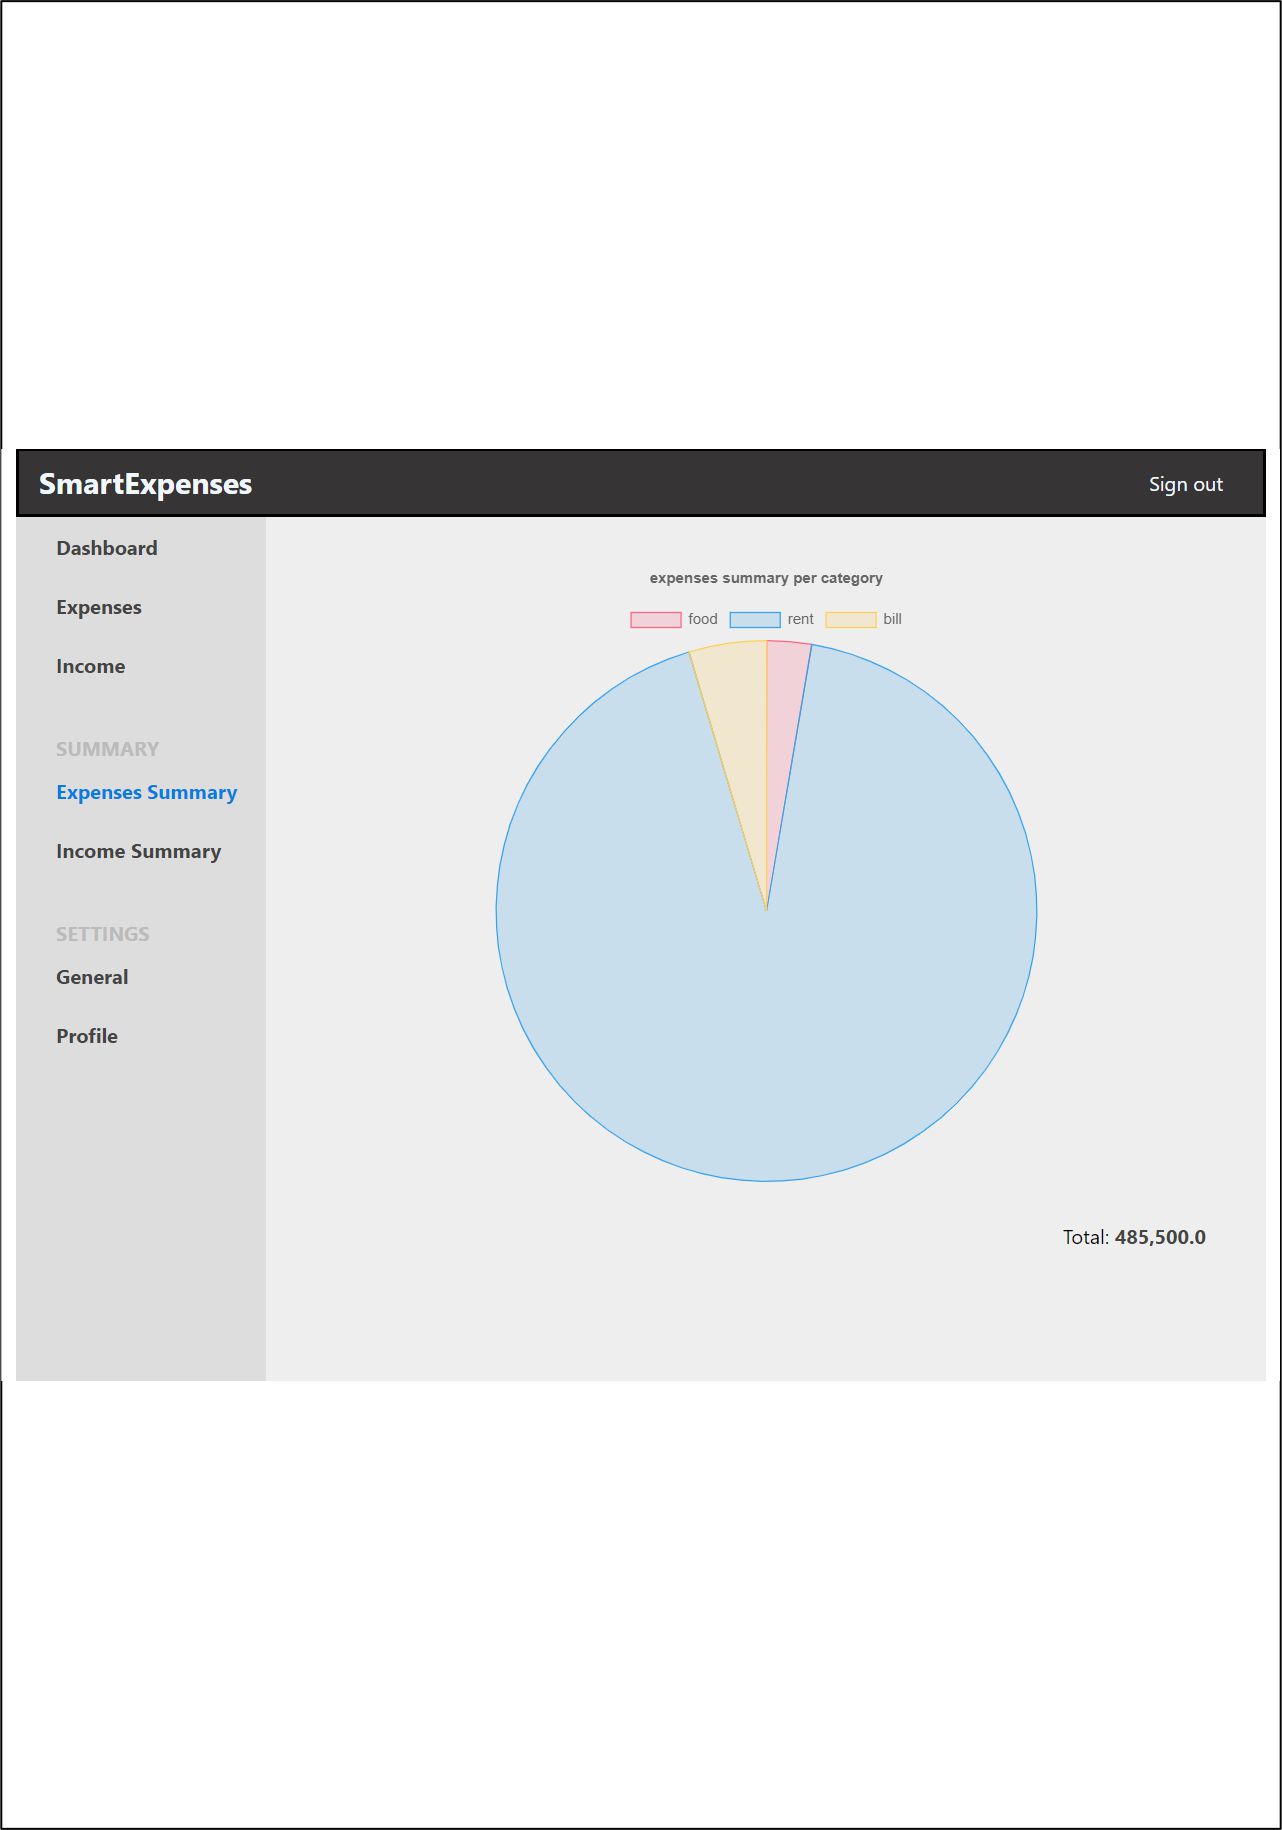 SmartExpenses
Sign out
Dashboard
Expenses
Income
SUMMARY
Expenses Summary
Income Summary
SETTINGS
General
Profile
expenses summary per category
food rent bill
Total: 485,500.0